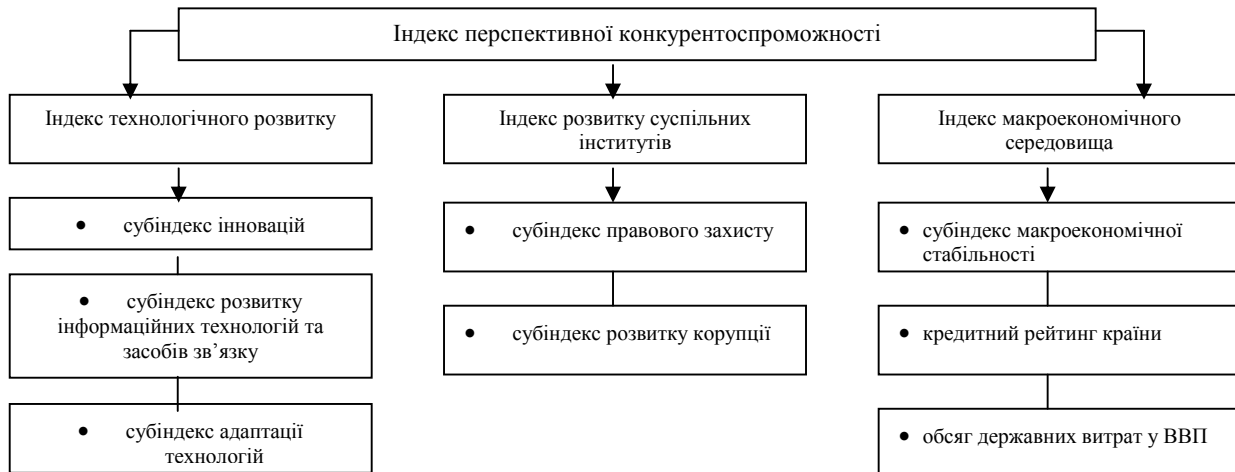 Індекс перспективної конкурентоспроможності
Індекс технологічного розвитку
• субіндекс інновацій
• субіндекс розвитку
інформаційних технологій та
засобів зв’язку
• субіндекс адаптації
технологій
Індекс розвитку суспільних
інститутів
• субіндекс правового захисту
• субіндекс розвитку корупції
Індекс макроекономічного
середовища
• субіндекс макроекономічної
стабільності
• кредитний рейтинг країни
• обсяг державних витрат у ВВП